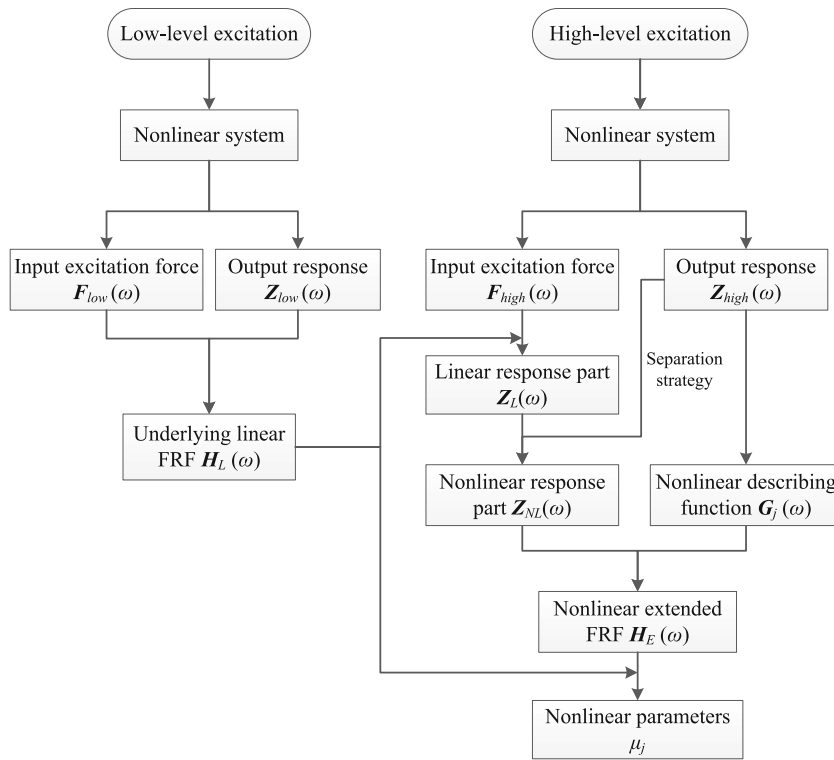 Low-level excitation
High-level excitation
Nonlinear system
Nonlinear system
Input excitation force
F_low(ω)
Output response
Z_low(ω)
Input excitation force
F_high(ω)
Output response
Z_high(ω)
Separation
strategy
Linear response part
Z_L(ω)
Underlying linear
FRF H_L(ω)
Nonlinear response
part Z_NL(ω)
Nonlinear describing
function G_j(ω)
Nonlinear extended
FRF H_E(ω)
Nonlinear parameters
μ_j